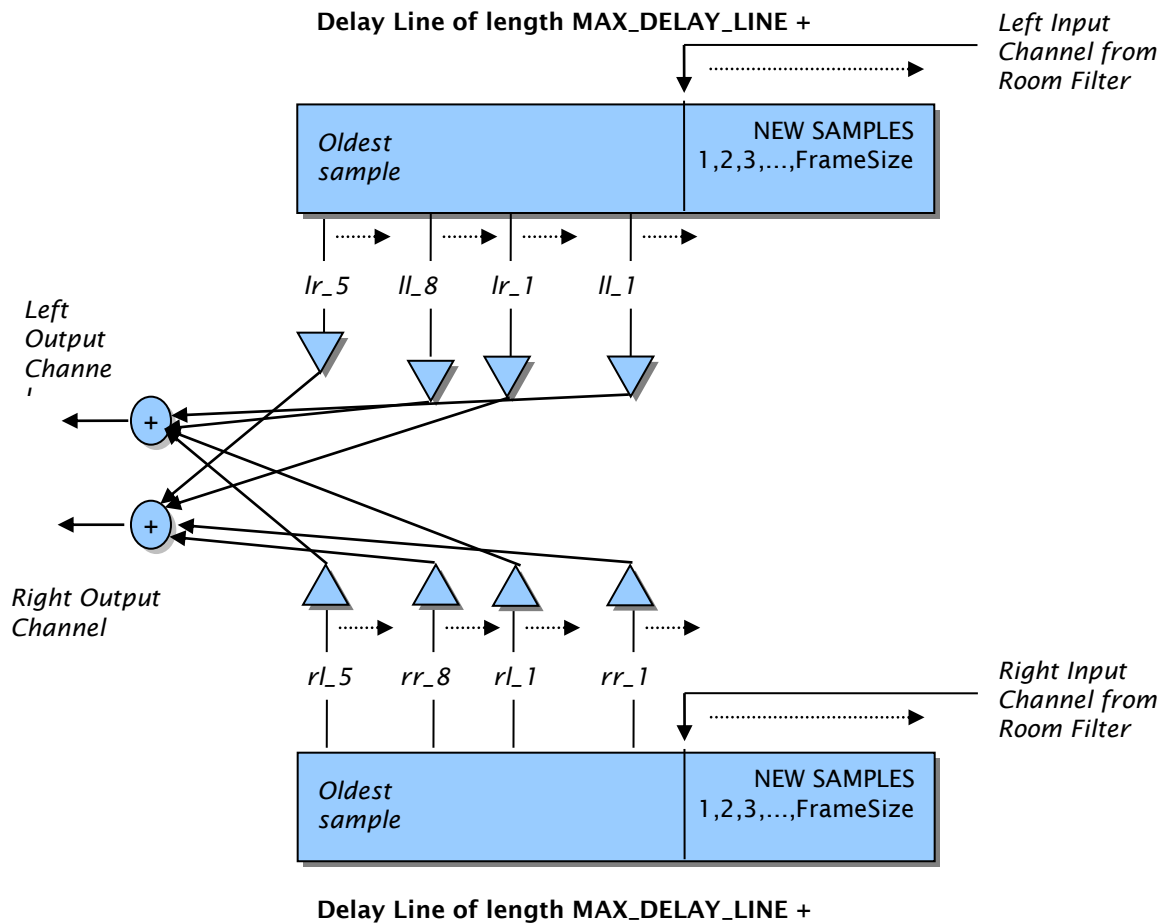 Delay Line of length MAX_DELAY_LINE +
Left Input
Channel from
Room Filter
Oldest
sample
NEW SAMPLES
1,2,3,...,FrameSize
lr_5
ll_8
lr_1
ll_1
Left
Output
Channe
+
+
Right Output
Channel
rl_5
rr_8
rl_1
rr_1
Right Input
Channel from
Room Filter
Oldest
sample
NEW SAMPLES
1,2,3,...,FrameSize
Delay Line of length MAX_DELAY_LINE +